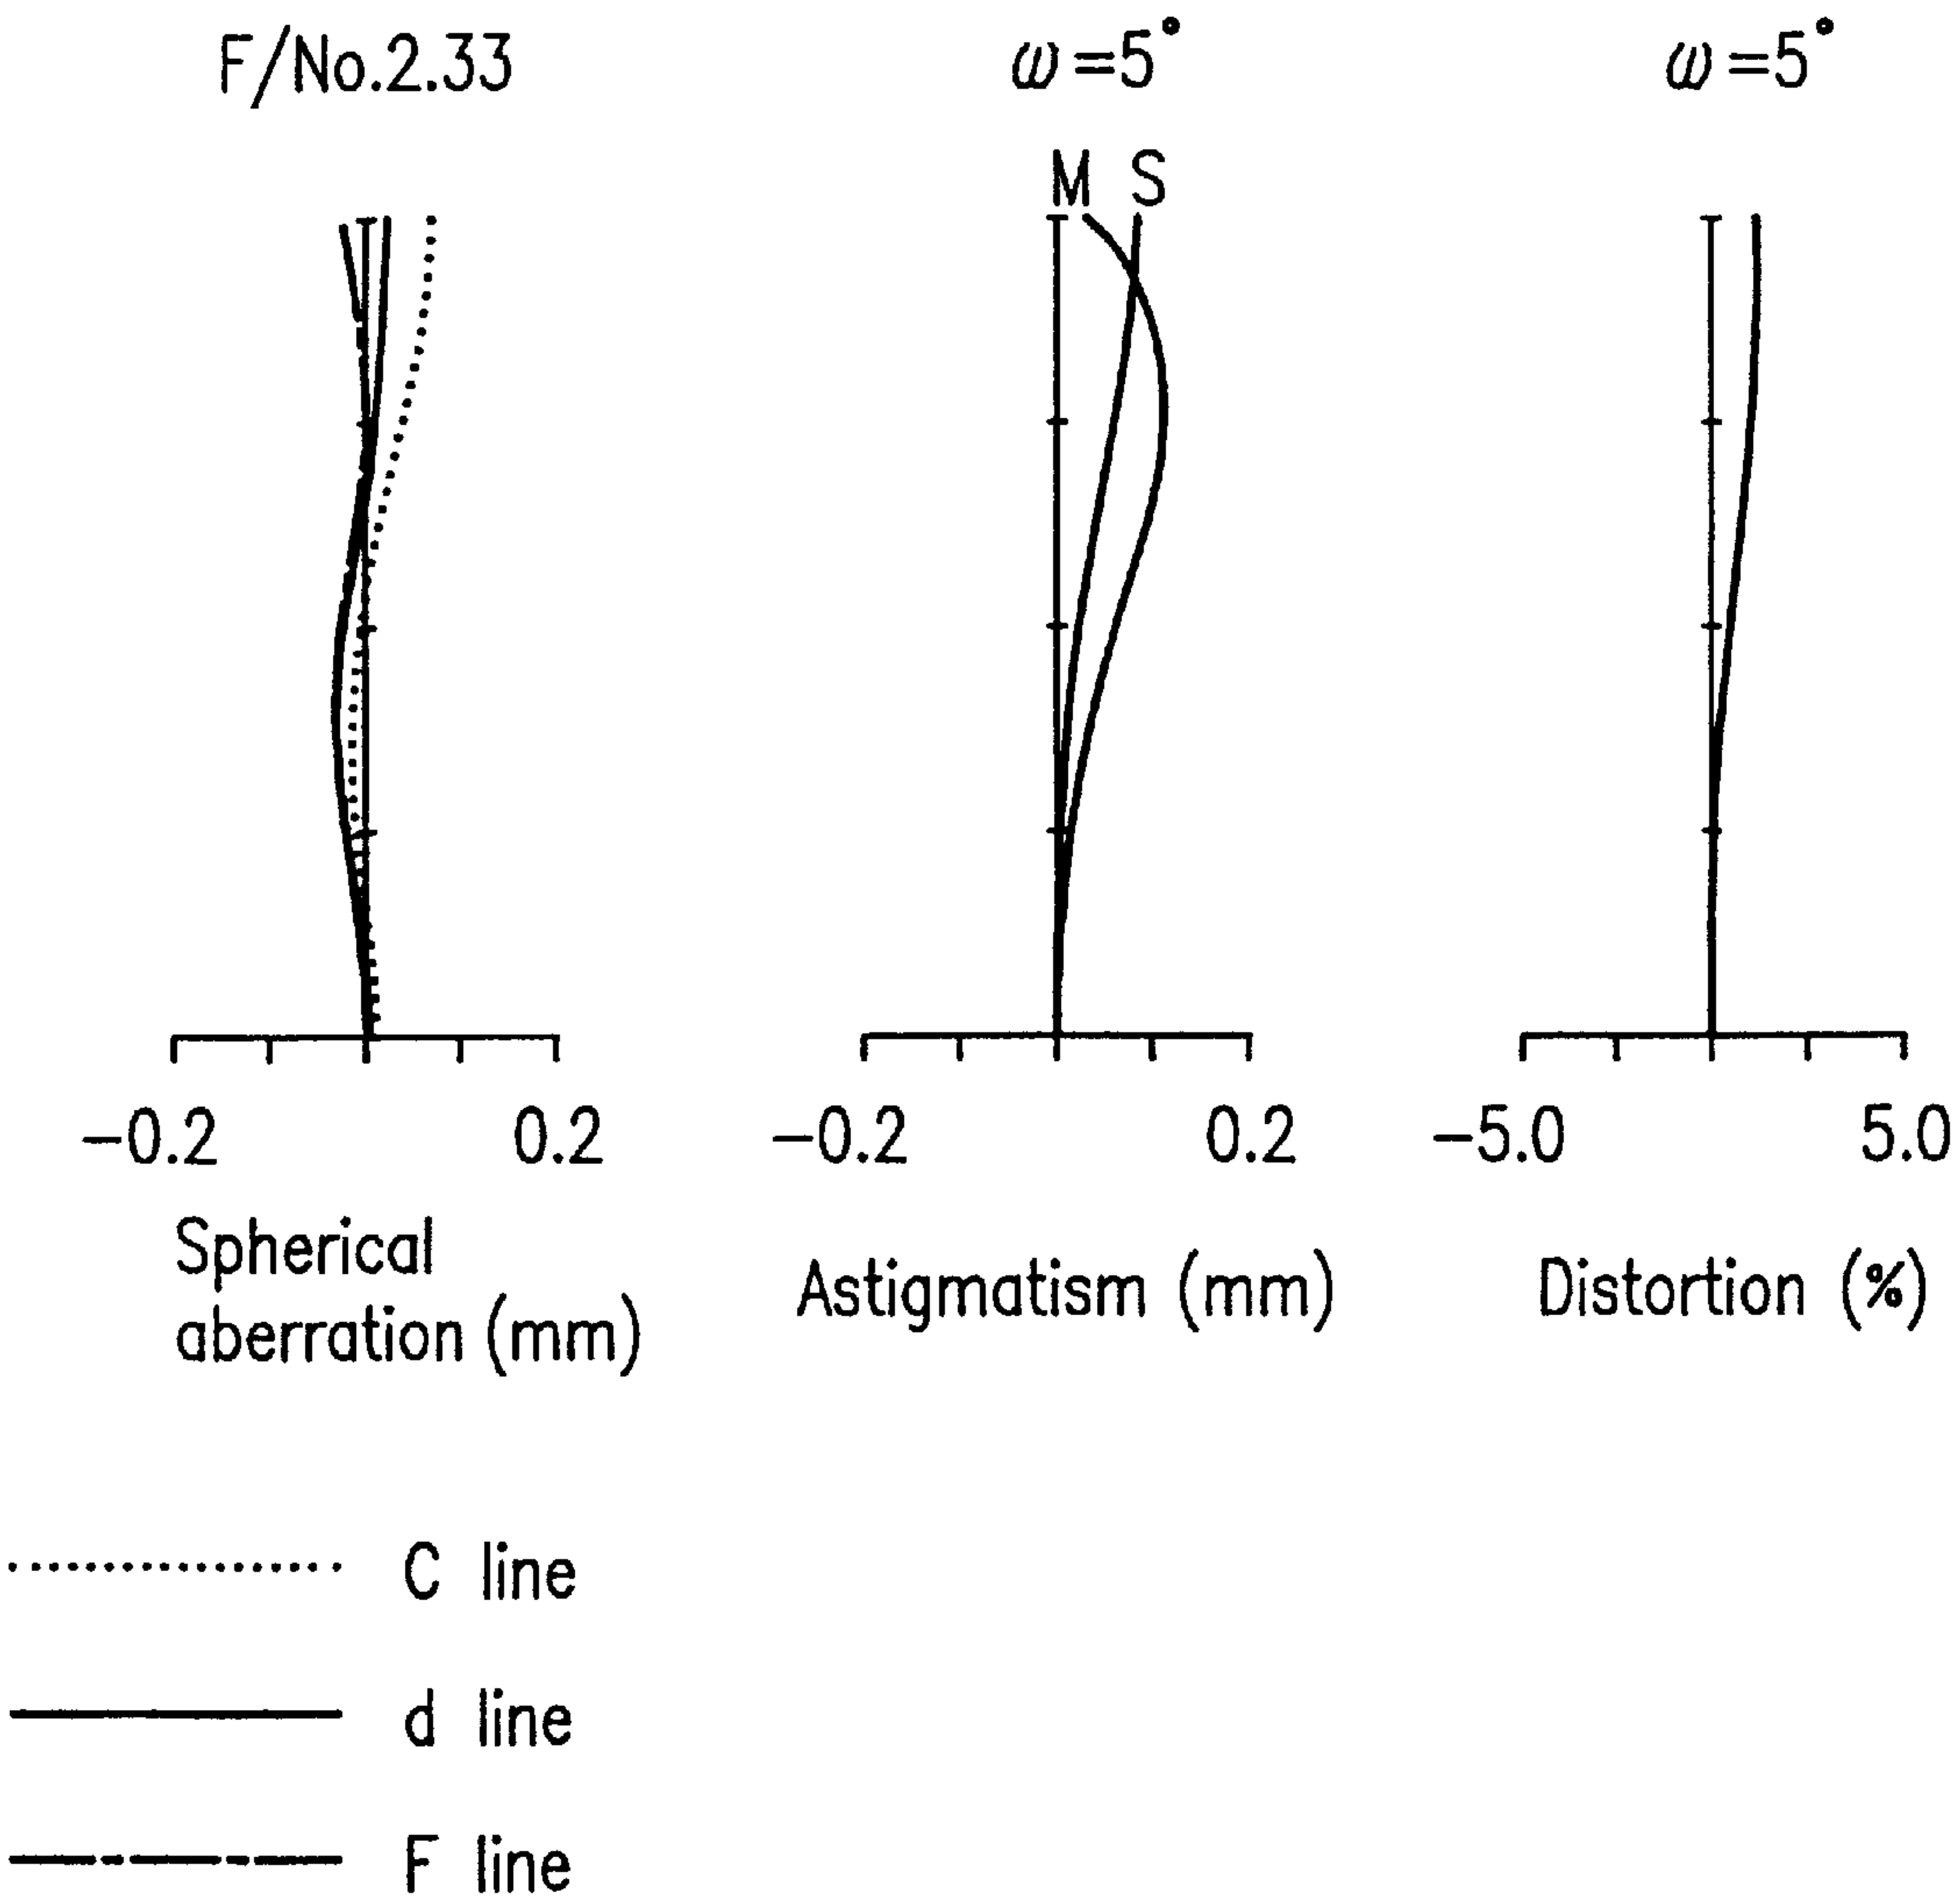 F/No.2.33
ω=5°
ω=5°
M S
-0.2 0.2
-0.2 0.2
-5.0 5.0
Spherical
aberration (mm)
Astigmatism (mm)
Distortion (%)
C line
d line
F line